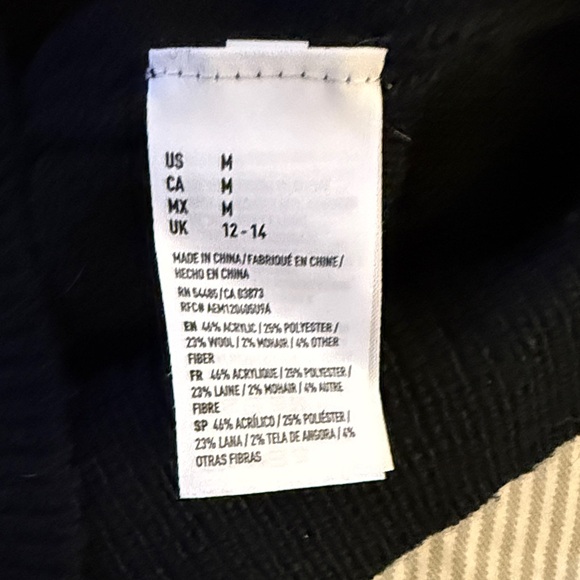 US M
CA M
MX M
UK 12-14
MADE IN CHINA/FABRIQUÉ EN CHINE/
HECHO EN CHINA
RN 54485/CA 03873
RFC# AEM120405U9A
EN 46% ACRYLIC | 25% POLYESTER /
23% WOOL | 2% MOHAIR | 4% OTHER
FIBER
FR 46% ACRYLIQUE | 25% POLYESTER /
23% LAINE / 2% MOHAIR / 4% AUTRE
FIBRE
SP 46% ACRÍLICO / 25% POLIÉSTER /
23% LANA / 2% TELA DE ANGORA / 4%
OTRAS FIBRAS